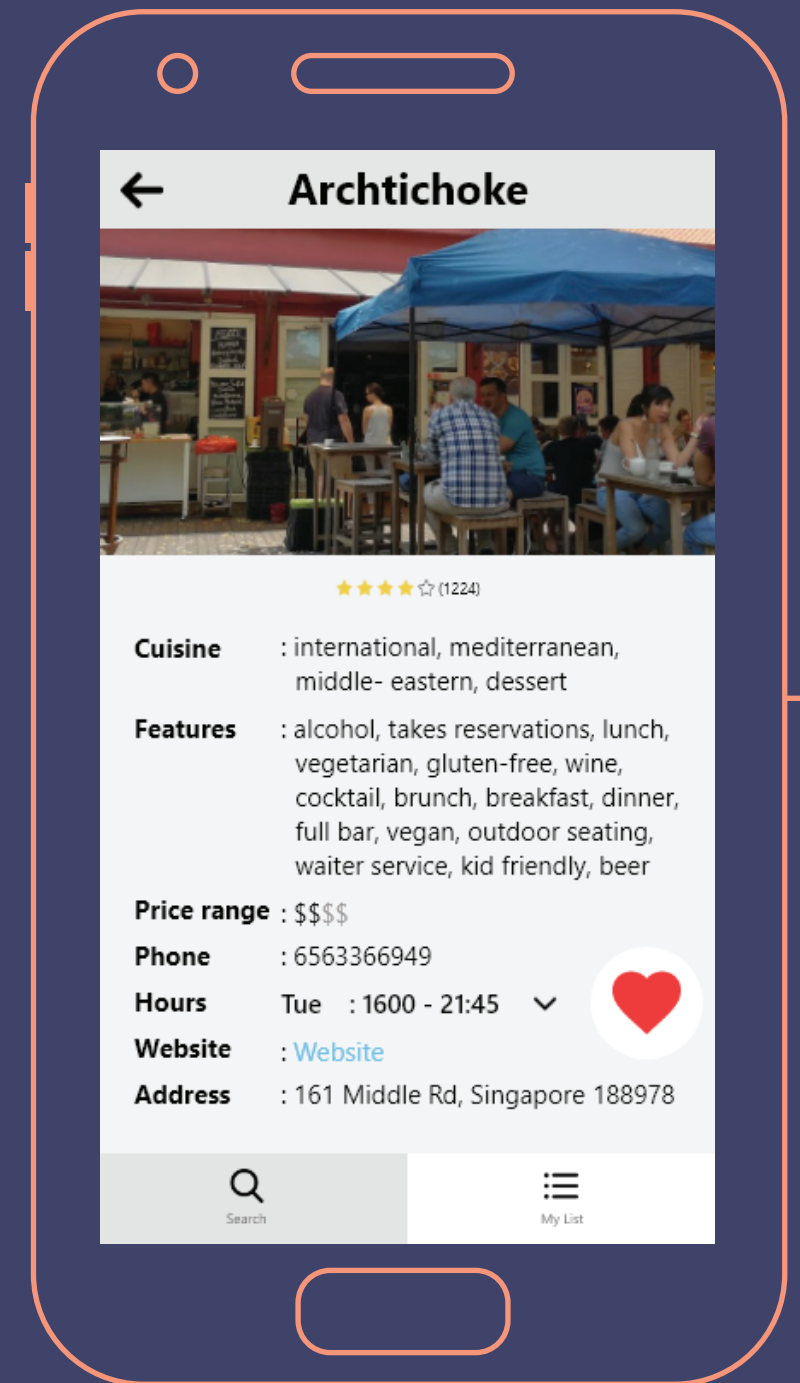 Archtichoke
(1224)
Cuisine : international, mediterranean,
middle- eastern, dessert
Features : alcohol, takes reservations, lunch,
vegetarian, gluten-free, wine,
cocktail, brunch, breakfast, dinner,
full bar, vegan, outdoor seating,
waiter service, kid friendly, beer
Price range : $$$$
Phone : 6563366949
Hours Tue : 1600 - 21:45
Website : Website
Address : 161 Middle Rd, Singapore 188978
Search My List